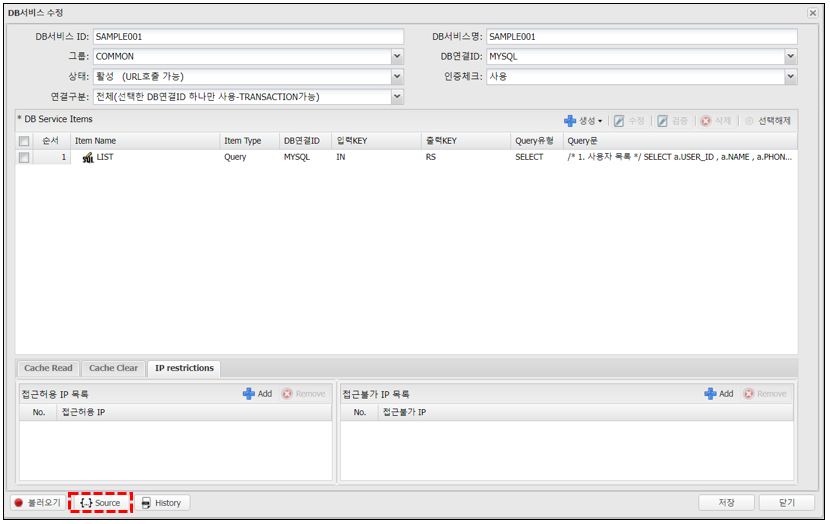 DB서비스 수정
DB서비스 ID: SAMPLE001 DB서비스명: SAMPLE001
그룹: COMMON DB연결ID: MYSQL
상태: 활성 (URL호출 가능) 인증체크: 사용
연결구분: 전체(선택한 DB연결ID 하나만 사용-TRANSACTION가능)
* DB Service Items 생성 수정 검증 삭제 선택해제
순서 Item Name Item Type DB연결ID 입력KEY 출력KEY Query유형 Query문
1 SQL LIST Query MYSQL IN RS SELECT /* 1. 사용자 목록 */ SELECT a.USER_ID , a.NAME , a.PHON...
Cache Read Cache Clear IP restrictions
접근허용 IP 목록 Add Remove 접근불가 IP 목록 Add Remove
No. 접근허용 IP No. 접근불가 IP
불러오기 {..} Source History 저장 닫기